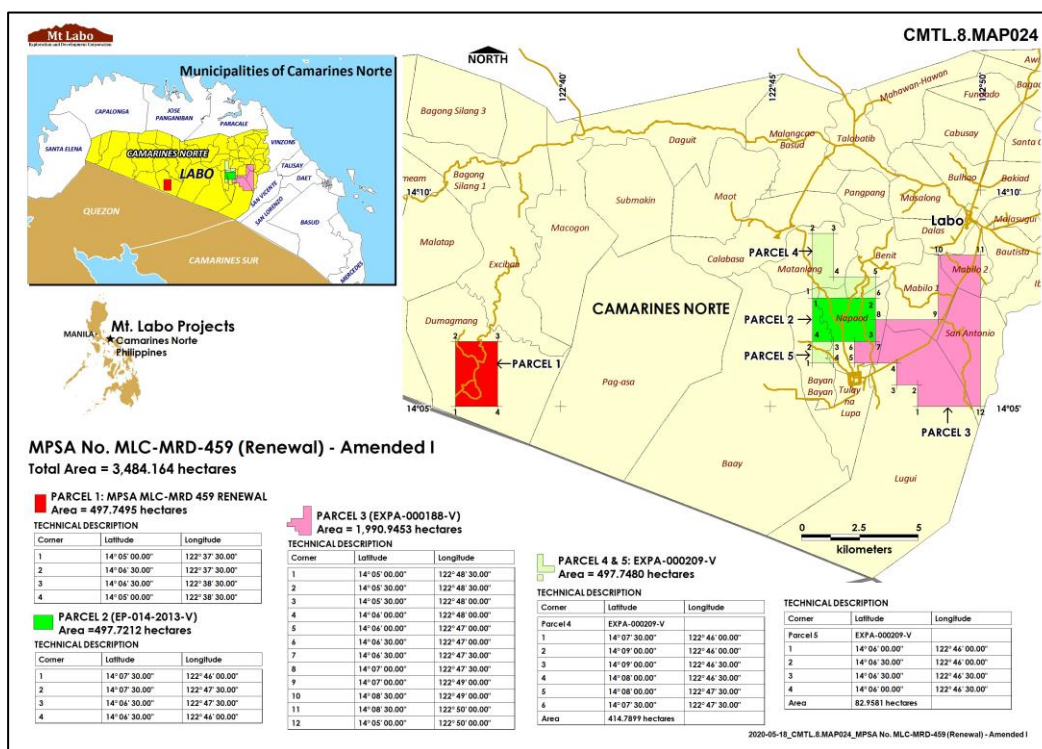 Mt Labo
Exploration and Development Corporation
CMTL.8.MAP024
Municipalities of Camarines Norte
CAPALONGA
JOSE PANGANIBAN
PARACALE
VINZONS
SANTA ELENA
CAMARINES NORTE
LABO
TALISAY
DAET
SAN VICENTE
SAN LORENZO
BASUD
MERCEDES
QUEZON
CAMARINES SUR
MANILA
Mt. Labo Projects
Camarines Norte
Philippines
NORTH
122°40'
122°45'
122°50'
14°10'
14°10'
14°05'
14°05'
Bagong Silang 3
Bagong
Silang 1
Daguit
Malangcao
Basud
Talobatib
Mahawan-Hawan
Fundado
Cabusay
Bulhao
Bakiad
Masalong
Malasugui
Pangpang
Submakin
Maot
Labo
Dalas
Bautista
Malatap
Macogon
Exciban
Calabasa
Matanlang
Benit
Mabilo 1
Mabilo 2
Napaod
San Antonio
Dumagmang
CAMARINES NORTE
Pag-asa
Bayan
Bayan
Tulay
na
Lupa
Baay
Lugui
PARCEL 4
PARCEL 2
PARCEL 5
PARCEL 1
PARCEL 3
0 2.5 5
kilometers
MPSA No. MLC-MRD-459 (Renewal) - Amended I
Total Area = 3,484.164 hectares
PARCEL 1: MPSA MLC-MRD 459 RENEWAL
Area = 497.7495 hectares
TECHNICAL DESCRIPTION
Corner Latitude Longitude
1 14° 05' 00.00" 122° 37' 30.00"
2 14° 06' 30.00" 122° 37' 30.00"
3 14° 06' 30.00" 122° 38' 30.00"
4 14° 05' 00.00" 122° 38' 30.00"
PARCEL 2 (EP-014-2013-V)
Area =497.7212 hectares
TECHNICAL DESCRIPTION
Corner Latitude Longitude
1 14° 07' 30.00" 122° 46' 00.00"
2 14° 07' 30.00" 122° 47' 30.00"
3 14° 06' 30.00" 122° 47' 30.00"
4 14° 06' 30.00" 122° 46' 00.00"
PARCEL 3 (EXPA-000188-V)
Area = 1,990.9453 hectares
TECHNICAL DESCRIPTION
Corner Latitude Longitude
1 14° 05' 00.00" 122° 48' 30.00"
2 14° 05' 30.00" 122° 48' 30.00"
3 14° 05' 30.00" 122° 48' 00.00"
4 14° 06' 00.00" 122° 48' 00.00"
5 14° 06' 00.00" 122° 47' 00.00"
6 14° 06' 30.00" 122° 47' 00.00"
7 14° 06' 30.00" 122° 47' 30.00"
8 14° 07' 00.00" 122° 47' 30.00"
9 14° 07' 00.00" 122° 49' 00.00"
10 14° 08' 30.00" 122° 49' 00.00"
11 14° 08' 30.00" 122° 50' 00.00"
12 14° 05' 00.00" 122° 50' 00.00"
PARCEL 4 & 5: EXPA-000209-V
Area = 497.7480 hectares
TECHNICAL DESCRIPTION
Corner Latitude Longitude
Parcel 4 EXPA-000209-V
1 14° 07' 30.00" 122° 46' 00.00"
2 14° 09' 00.00" 122° 46' 00.00"
3 14° 09' 00.00" 122° 46' 30.00"
4 14° 08' 00.00" 122° 46' 30.00"
5 14° 08' 00.00" 122° 47' 30.00"
6 14° 07' 30.00" 122° 47' 30.00"
Area 414.7899 hectares
TECHNICAL DESCRIPTION
Corner Latitude Longitude
Parcel 5 EXPA-000209-V
1 14° 06' 00.00" 122° 46' 00.00"
2 14° 06' 30.00" 122° 46' 00.00"
3 14° 06' 30.00" 122° 46' 30.00"
4 14° 06' 00.00" 122° 46' 30.00"
Area 82.9581 hectares
2020-05-18_CMTL.8.MAP024_MPSA No. MLC-MRD-459 (Renewal) - Amended I